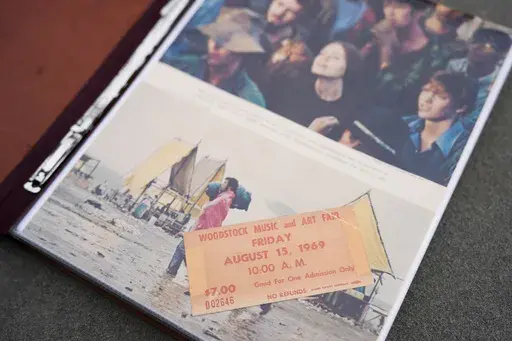 WOODSTOCK MUSIC and ART FAIR
FRIDAY
AUGUST 15, 1969
10:00 A. M.
$7.00 Good For One Admission Only
002646 NO REFUNDS